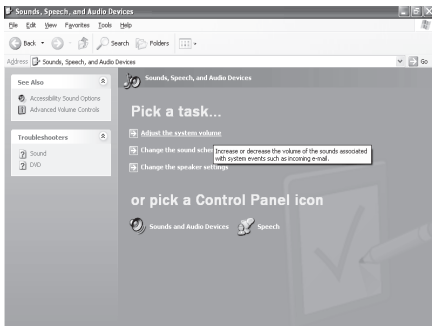 Sounds, Speech, and Audio Devices
File Edit View Favorites Tools Help
Back Search Folders
Address Sounds, Speech, and Audio Devices Go
See Also
Accessibility Sound Options
Advanced Volume Controls
Troubleshooters
Sound
DVD
Sounds, Speech, and Audio Devices
Pick a task...
Adjust the system volume
Change the sound schem
Increase or decrease the volume of the sounds associated
with system events such as incoming e-mail.
Change the speaker settings
or pick a Control Panel icon
Sounds and Audio Devices Speech